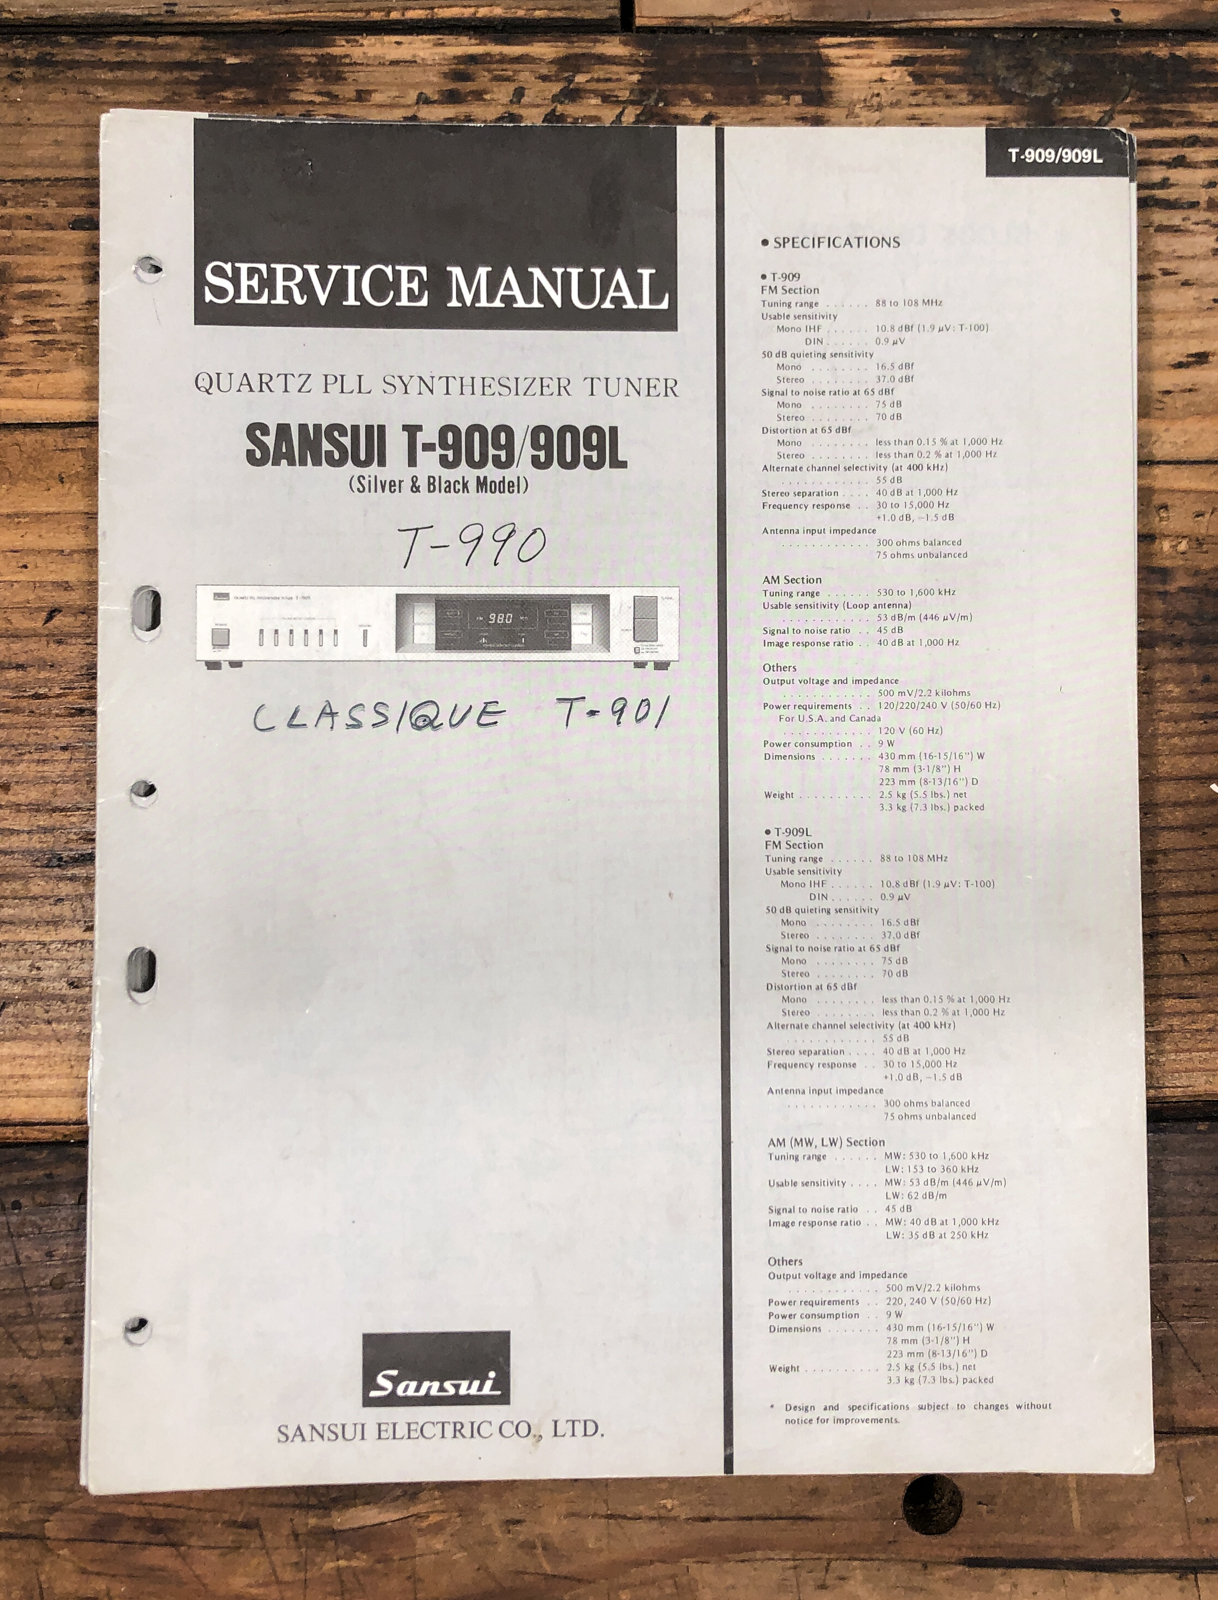 SERVICE MANUAL
QUARTZ PLL SYNTHESIZER TUNER
SANSUI T-909/909L
(Silver & Black Model)
T-990
Sansui
980
CLASSIQUE T-901
Sansui
SANSUI ELECTRIC CO., LTD.
T-909/909L
● SPECIFICATIONS
● T-909
FM Section
Tuning range . . . . . . 88 to 108 MHz
Usable sensitivity
Mono IHF . . . . . . 10.8 dBf (1.9 μV: T-100)
DIN . . . . . . 0.9 μV
50 dB quieting sensitivity
Mono . . . . . . . . 16.5 dBf
Stereo . . . . . . . . 37.0 dBf
Signal to noise ratio at 65 dBf
Mono . . . . . . . . 75 dB
Stereo . . . . . . . . 70 dB
Distortion at 65 dBf
Mono . . . . . . . . less than 0.15 % at 1,000 Hz
Stereo . . . . . . . . less than 0.2 % at 1,000 Hz
Alternate channel selectivity (at 400 kHz)
. . . . . . . . . . . . 55 dB
Stereo separation . . . . 40 dB at 1,000 Hz
Frequency response . . 30 to 15,000 Hz
+1.0 dB, −1.5 dB
Antenna input impedance
. . . . . . . . . . . . 300 ohms balanced
75 ohms unbalanced
AM Section
Tuning range . . . . . . 530 to 1,600 kHz
Usable sensitivity (Loop antenna)
. . . . . . . . . . . . 53 dB/m (446 μV/m)
Signal to noise ratio . . 45 dB
Image response ratio . . 40 dB at 1,000 Hz
Others
Output voltage and impedance
. . . . . . . . . . . . 500 mV/2.2 kilohms
Power requirements . . 120/220/240 V (50/60 Hz)
For U.S.A. and Canada
. . . . . . . . . . . . 120 V (60 Hz)
Power consumption . . 9 W
Dimensions . . . . . . . 430 mm (16-15/16") W
78 mm (3-1/8") H
223 mm (8-13/16") D
Weight . . . . . . . . . . 2.5 kg (5.5 lbs.) net
3.3 kg (7.3 lbs.) packed
● T-909L
FM Section
Tuning range . . . . . . 88 to 108 MHz
Usable sensitivity
Mono IHF . . . . . . 10.8 dBf (1.9 μV: T-100)
DIN . . . . . . 0.9 μV
50 dB quieting sensitivity
Mono . . . . . . . . 16.5 dBf
Stereo . . . . . . . . 37.0 dBf
Signal to noise ratio at 65 dBf
Mono . . . . . . . . 75 dB
Stereo . . . . . . . . 70 dB
Distortion at 65 dBf
Mono . . . . . . . . less than 0.15 % at 1,000 Hz
Stereo . . . . . . . . less than 0.2 % at 1,000 Hz
Alternate channel selectivity (at 400 kHz)
. . . . . . . . . . . . 55 dB
Stereo separation . . . . 40 dB at 1,000 Hz
Frequency response . . 30 to 15,000 Hz
+1.0 dB, −1.5 dB
Antenna input impedance
. . . . . . . . . . . . 300 ohms balanced
75 ohms unbalanced
AM (MW, LW) Section
Tuning range . . . . . . MW: 530 to 1,600 kHz
LW: 153 to 360 kHz
Usable sensitivity . . . . MW: 53 dB/m (446 μV/m)
LW: 62 dB/m
Signal to noise ratio . . 45 dB
Image response ratio . . MW: 40 dB at 1,000 kHz
LW: 35 dB at 250 kHz
Others
Output voltage and impedance
. . . . . . . . . . . . 500 mV/2.2 kilohms
Power requirements . . 220, 240 V (50/60 Hz)
Power consumption . . 9 W
Dimensions . . . . . . . 430 mm (16-15/16") W
78 mm (3-1/8") H
223 mm (8-13/16") D
Weight . . . . . . . . . . 2.5 kg (5.5 lbs.) net
3.3 kg (7.3 lbs.) packed
* Design and specifications subject to changes without
notice for improvements.